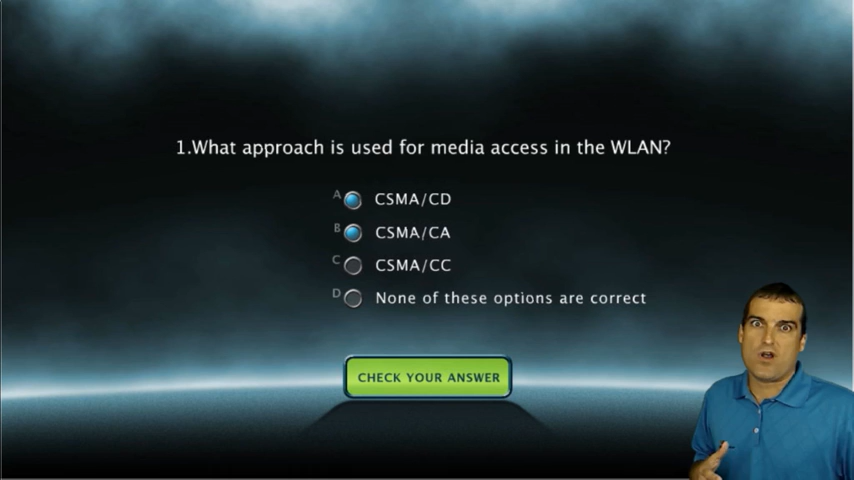 1.What approach is used for media access in the WLAN?
A CSMA/CD
B CSMA/CA
C CSMA/CC
D None of these options are correct
CHECK YOUR ANSWER